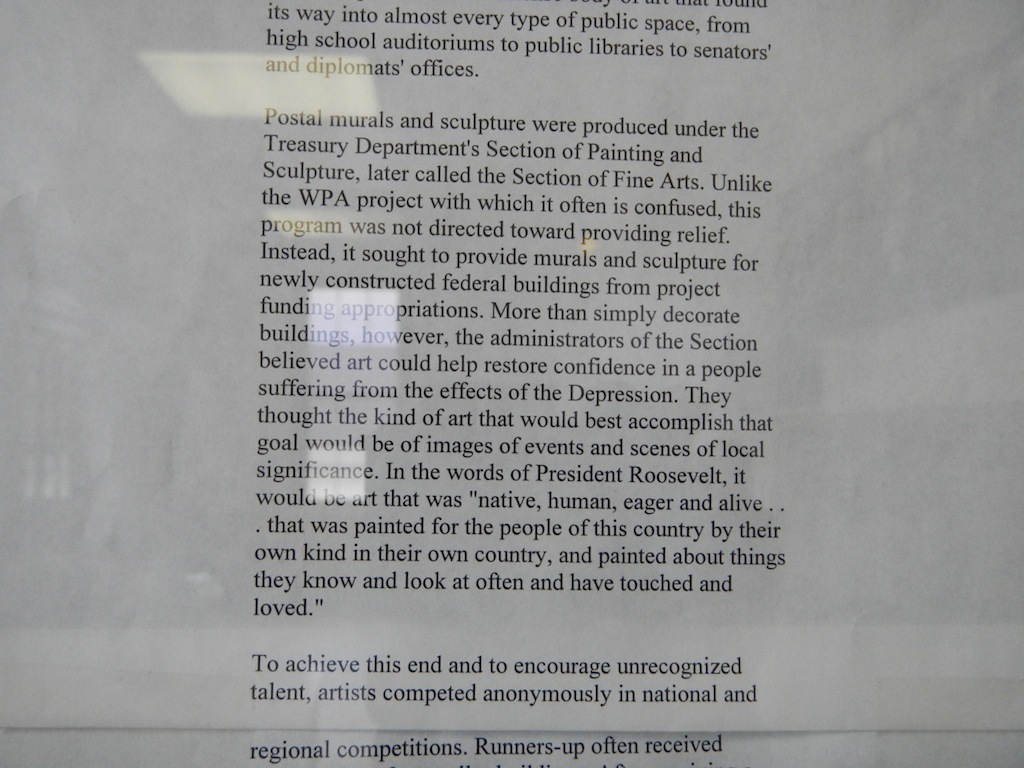 body of art that found
its way into almost every type of public space, from
high school auditoriums to public libraries to senators'
and diplomats' offices.
Postal murals and sculpture were produced under the
Treasury Department's Section of Painting and
Sculpture, later called the Section of Fine Arts. Unlike
the WPA project with which it often is confused, this
program was not directed toward providing relief.
Instead, it sought to provide murals and sculpture for
newly constructed federal buildings from project
funding appropriations. More than simply decorate
buildings, however, the administrators of the Section
believed art could help restore confidence in a people
suffering from the effects of the Depression. They
thought the kind of art that would best accomplish that
goal would be of images of events and scenes of local
significance. In the words of President Roosevelt, it
would be art that was "native, human, eager and alive . .
. that was painted for the people of this country by their
own kind in their own country, and painted about things
they know and look at often and have touched and
loved."
To achieve this end and to encourage unrecognized
talent, artists competed anonymously in national and
regional competitions. Runners-up often received